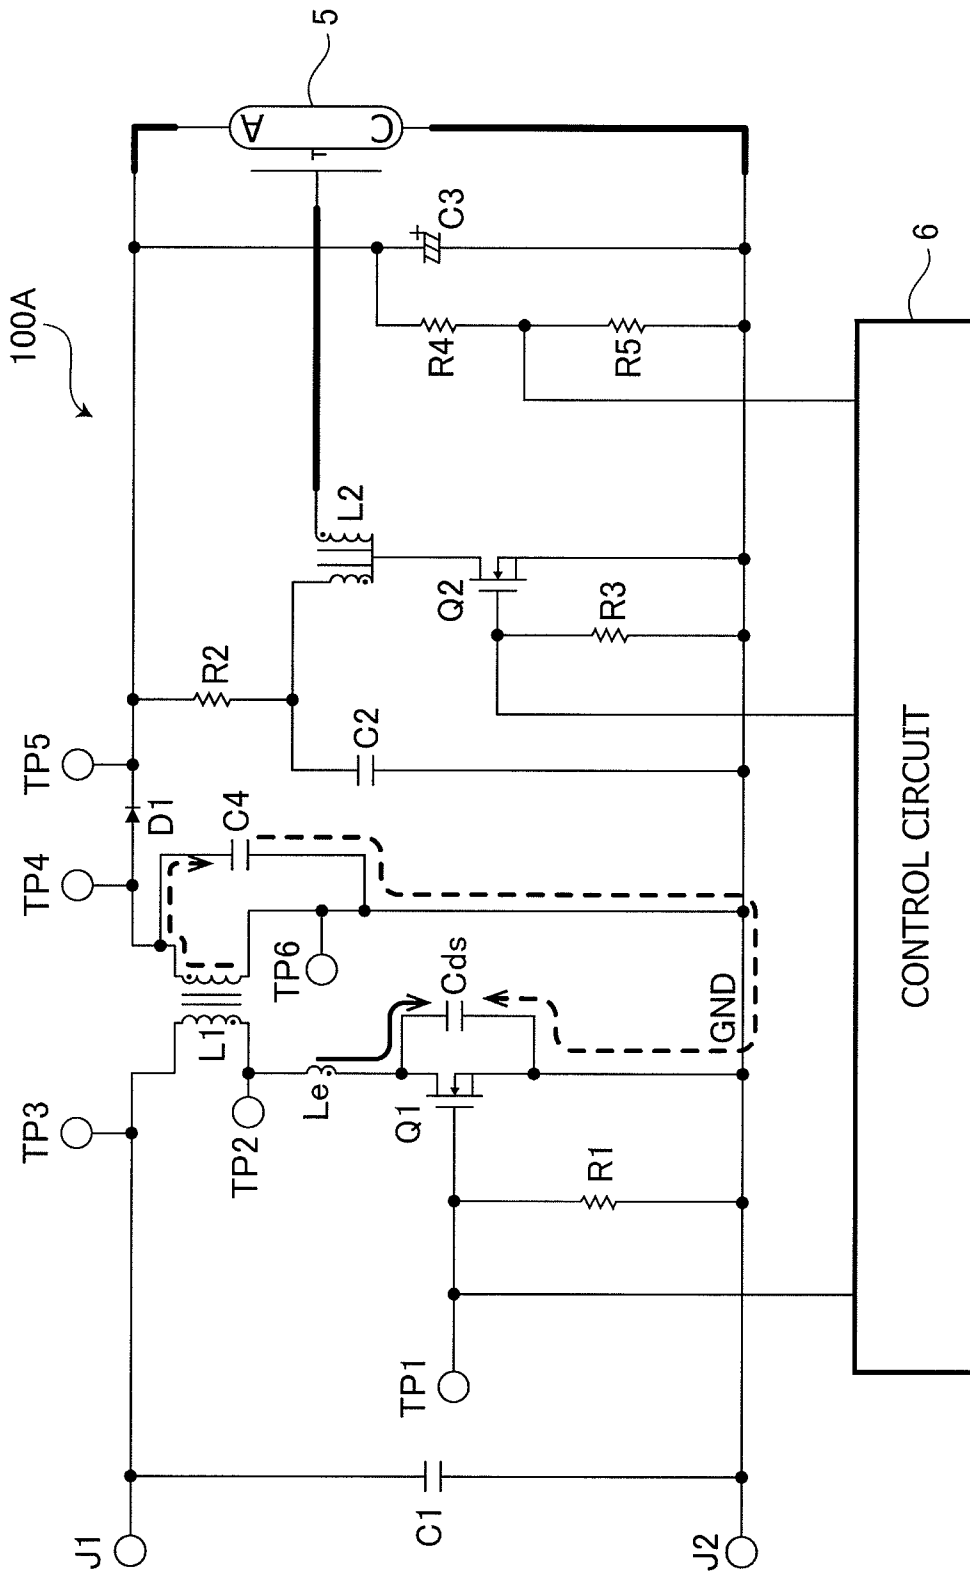 100A
5
6
J1
J2
C1
TP3
TP1
R1
TP2
L1
Le
Q1
Cds
GND
TP6
TP4
C4
D1
TP5
R2
C2
L2
Q2
R3
R4
R5
+
C3
A
C
T
CONTROL CIRCUIT